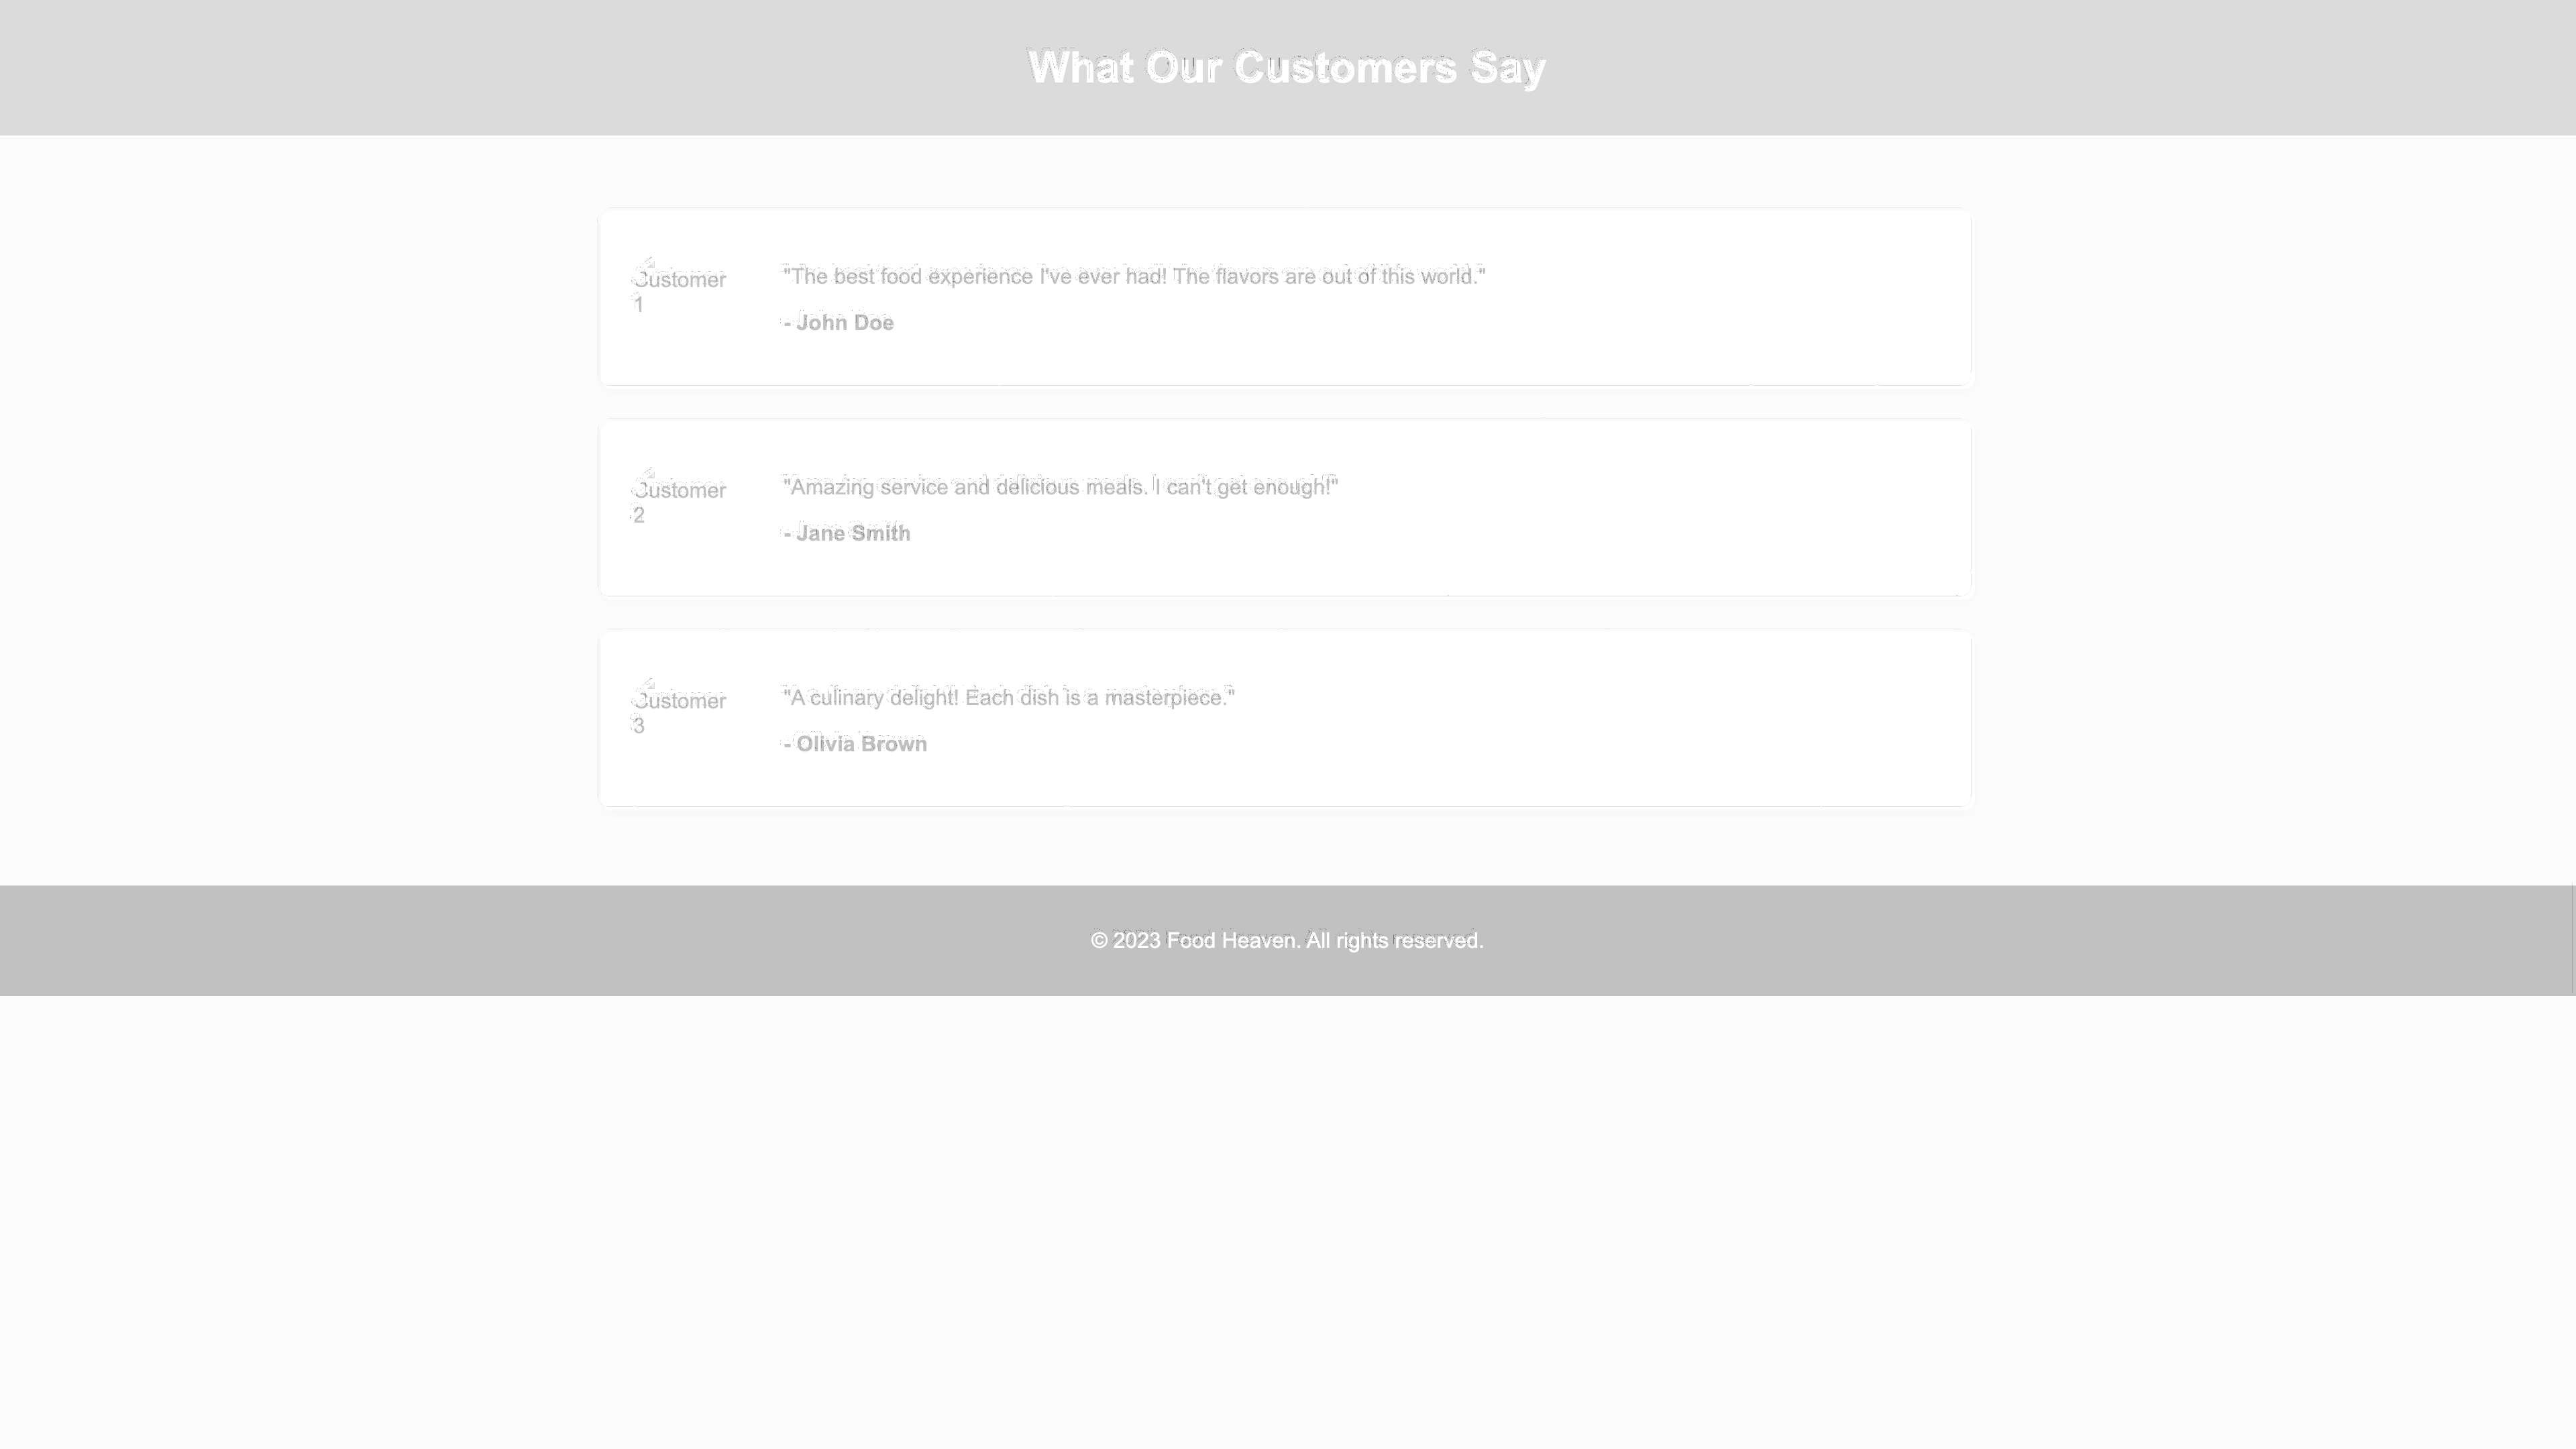 What Our Customers Say
Customer
1
"The best food experience I've ever had! The flavors are out of this world."
- John Doe
Customer
2
"Amazing service and delicious meals. I can't get enough!"
- Jane Smith
Customer
3
"A culinary delight! Each dish is a masterpiece."
- Olivia Brown
© 2023 Food Heaven. All rights reserved.